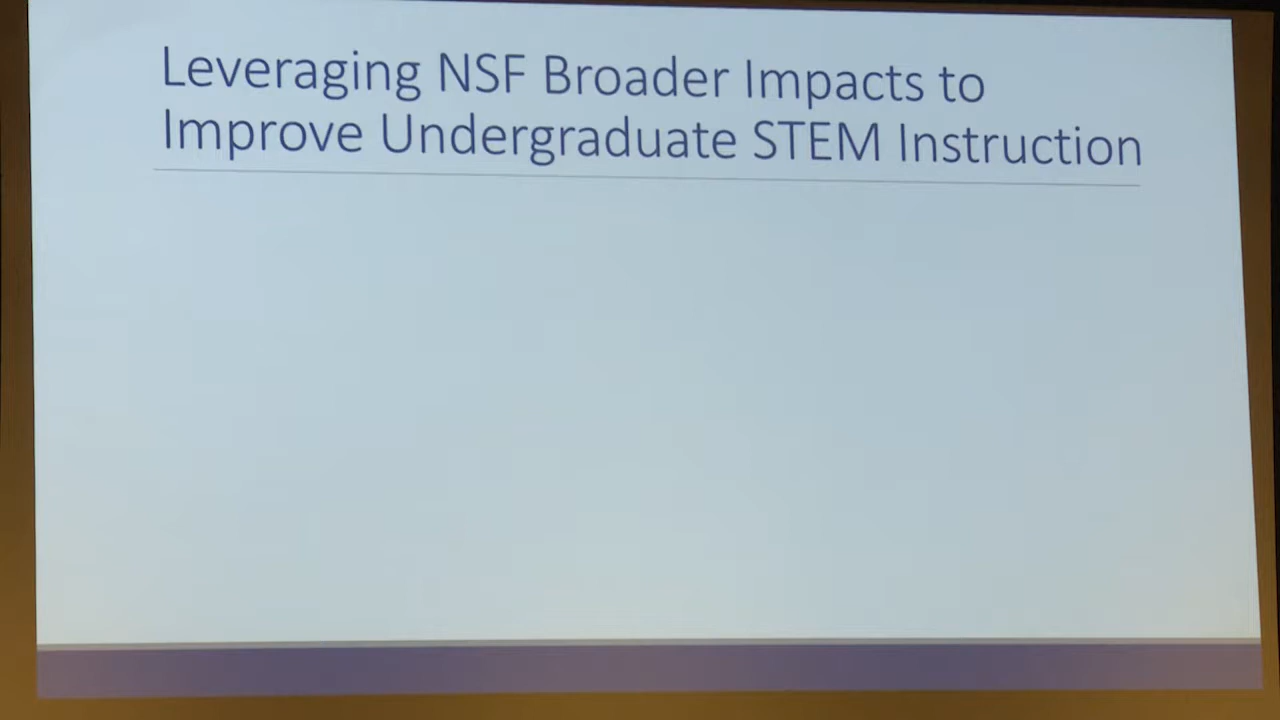 Leveraging NSF Broader Impacts to
Improve Undergraduate STEM Instruction